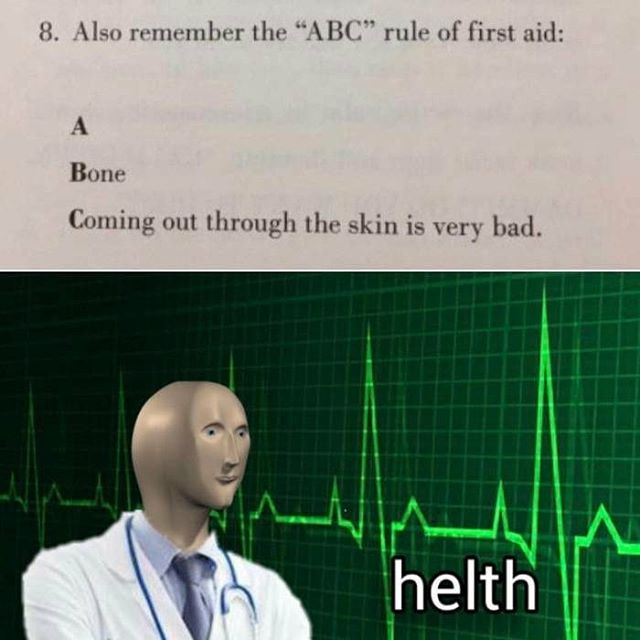 8. Also remember the “ABC” rule of first aid:
A
Bone
Coming out through the skin is very bad.
helth